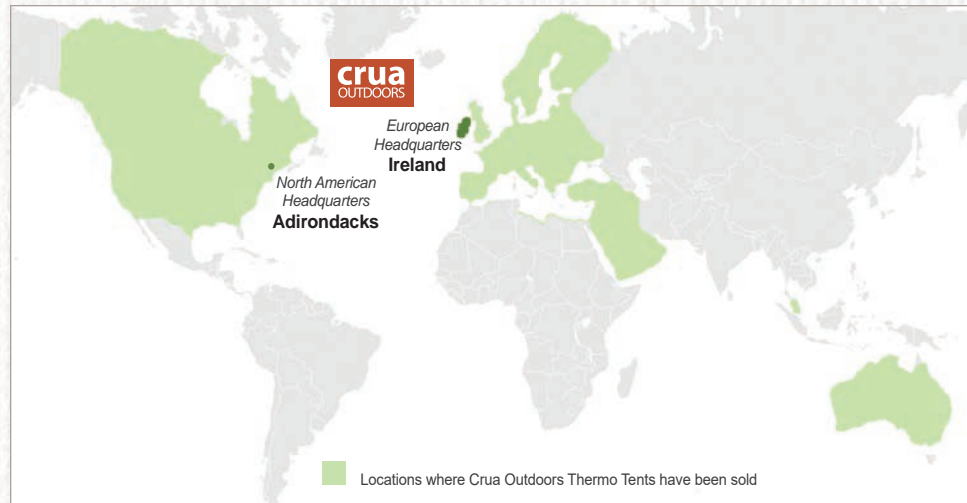 crua
OUTDOORS
European
Headquarters
Ireland
North American
Headquarters
Adirondacks
Locations where Crua Outdoors Thermo Tents have been sold